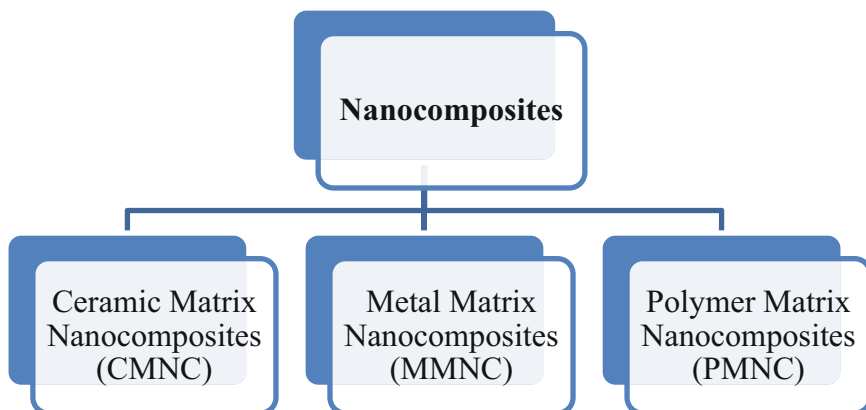 Nanocomposites
Ceramic Matrix
Nanocomposites
(CMNC)
Metal Matrix
Nanocomposites
(MMNC)
Polymer Matrix
Nanocomposites
(PMNC)